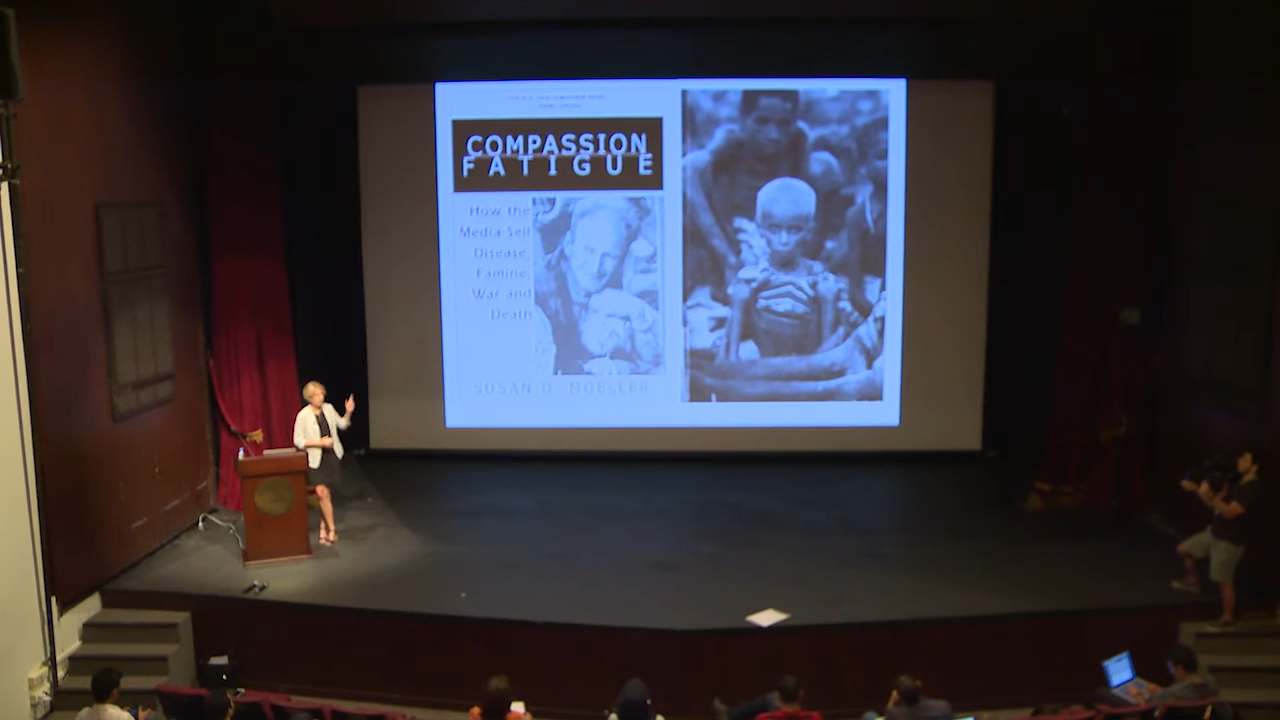 COMPASSION
FATIGUE
How the
Media Sell
Disease,
Famine,
War and
Death
SUSAN D. MOELLER